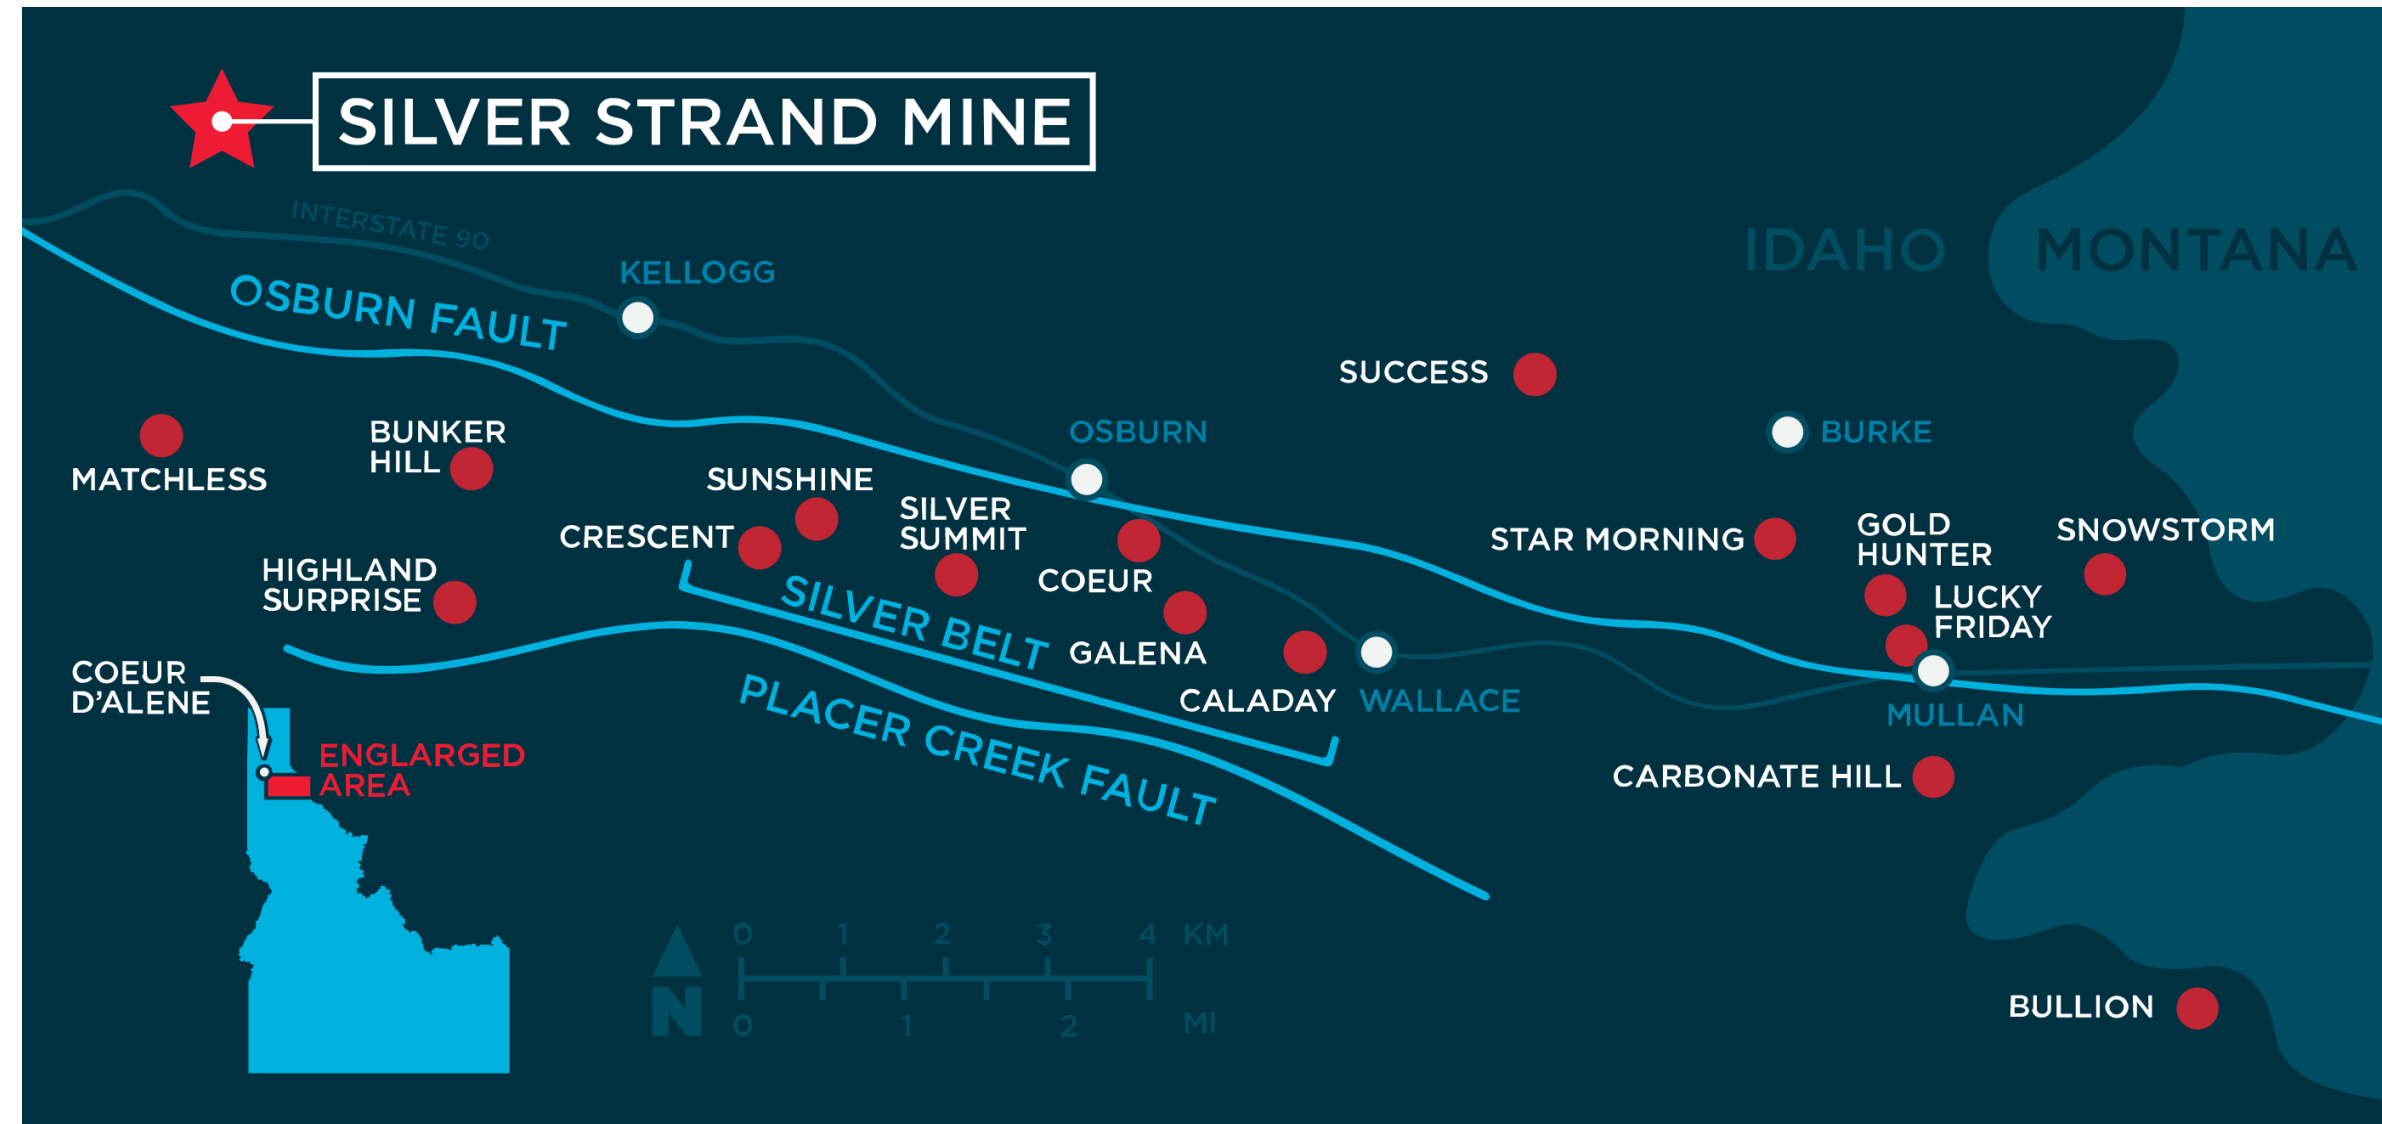 SILVER STRAND MINE
INTERSTATE 90
IDAHO
MONTANA
KELLOGG
OSBURN FAULT
SUCCESS
OSBURN
BURKE
BUNKER
HILL
MATCHLESS
SUNSHINE
SILVER
SUMMIT
CRESCENT
STAR MORNING
GOLD
HUNTER
SNOWSTORM
HIGHLAND
SURPRISE
COEUR
SILVER BELT
LUCKY
FRIDAY
GALENA
COEUR
D'ALENE
PLACER CREEK FAULT
CALADAY
WALLACE
MULLAN
ENGLARGED
AREA
CARBONATE HILL
0 1 2 3 4 KM
N
0 1 2 MI
BULLION